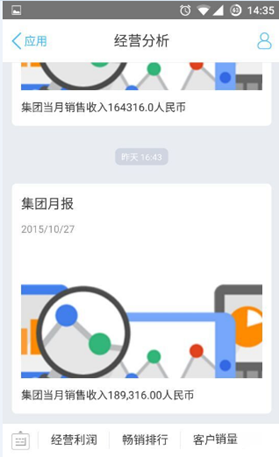 14:35
应用
经营分析
集团当月销售收入164316.0人民币
昨天 16:43
集团月报
2015/10/27
集团当月销售收入189,316.00人民币
经营利润
畅销排行
客户销量